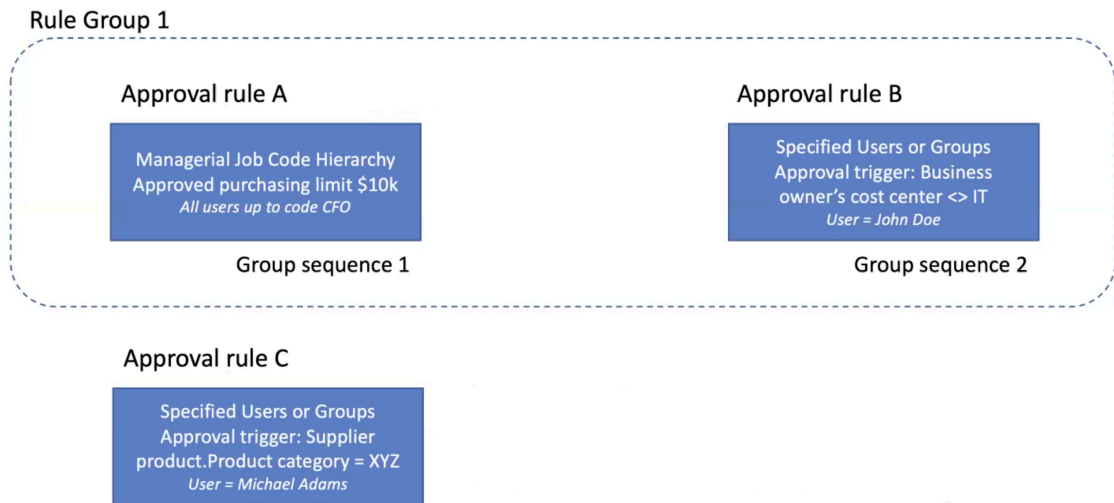 Rule Group 1
Approval rule A
Managerial Job Code Hierarchy
Approved purchasing limit $10k
All users up to code CFO
Group sequence 1
Approval rule B
Specified Users or Groups
Approval trigger: Business
owner's cost center <> IT
User = John Doe
Group sequence 2
Approval rule C
Specified Users or Groups
Approval trigger: Supplier
product.Product category = XYZ
User = Michael Adams